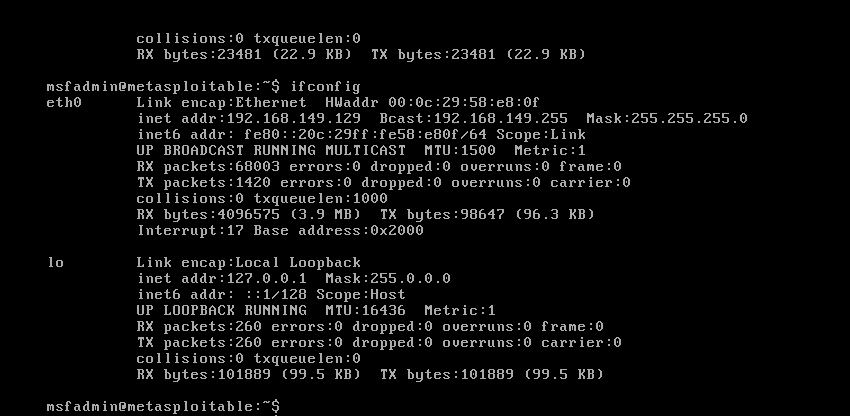 collisions:0 txqueuelen:0
RX bytes:23481 (22.9 KB)  TX bytes:23481 (22.9 KB)
msfadmin@metasploitable:~$ ifconfig
eth0      Link encap:Ethernet  HWaddr 00:0c:29:58:e8:0f
inet addr:192.168.149.129  Bcast:192.168.149.255  Mask:255.255.255.0
inet6 addr: fe80::20c:29ff:fe58:e80f/64 Scope:Link
UP BROADCAST RUNNING MULTICAST  MTU:1500  Metric:1
RX packets:68003 errors:0 dropped:0 overruns:0 frame:0
TX packets:1420 errors:0 dropped:0 overruns:0 carrier:0
collisions:0 txqueuelen:1000
RX bytes:4096575 (3.9 MB)  TX bytes:98647 (96.3 KB)
Interrupt:17 Base address:0x2000
lo        Link encap:Local Loopback
inet addr:127.0.0.1  Mask:255.0.0.0
inet6 addr: ::1/128 Scope:Host
UP LOOPBACK RUNNING  MTU:16436  Metric:1
RX packets:260 errors:0 dropped:0 overruns:0 frame:0
TX packets:260 errors:0 dropped:0 overruns:0 carrier:0
collisions:0 txqueuelen:0
RX bytes:101889 (99.5 KB)  TX bytes:101889 (99.5 KB)
msfadmin@metasploitable:~$